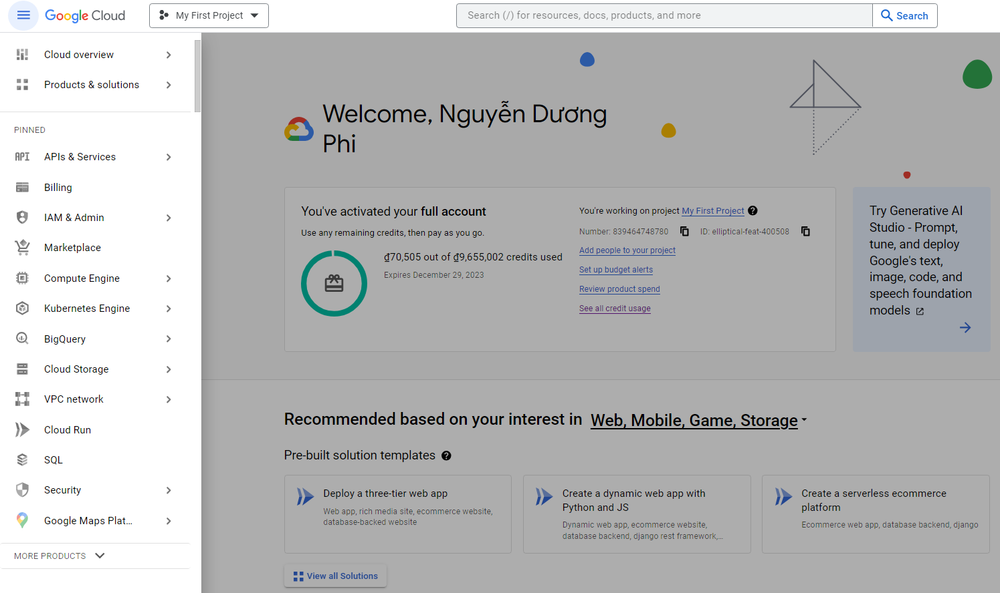 Google Cloud
My First Project
Search (/) for resources, docs, products, and more
Search
Cloud overview
Products & solutions
PINNED
API APIs & Services
Billing
IAM & Admin
Marketplace
Compute Engine
Kubernetes Engine
BigQuery
Cloud Storage
VPC network
Cloud Run
SQL
Security
Google Maps Plat...
MORE PRODUCTS
Welcome, Nguyễn Dương
Phi
You've activated your full account
Use any remaining credits, then pay as you go.
₫70,505 out of ₫9,655,002 credits used
Expires December 29, 2023
You're working on project My First Project
Number: 839464748780 ID: elliptical-feat-400508
Add people to your project
Set up budget alerts
Review product spend
See all credit usage
Try Generative AI
Studio - Prompt,
tune, and deploy
Google's text,
image, code, and
speech foundation
models
Recommended based on your interest in Web, Mobile, Game, Storage
Pre-built solution templates
Deploy a three-tier web app
Web app, rich media site, ecommerce website,
database-backed website
Create a dynamic web app with
Python and JS
Dynamic web app, ecommerce website,
database backend, django rest framework,...
Create a serverless ecommerce
platform
Ecommerce web app, database backend, django
View all Solutions